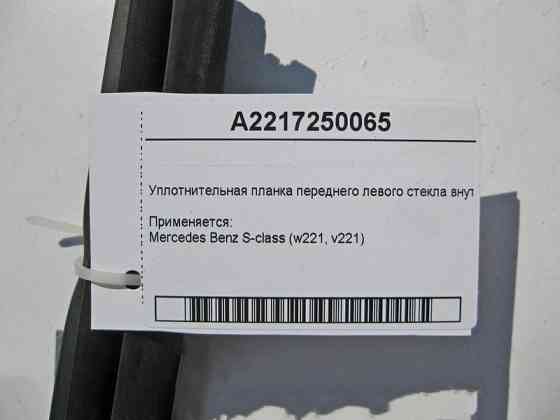 A2217250065
Уплотнительная планка переднего левого стекла внут
Применяется:
Mercedes Benz S-class (w221, v221)